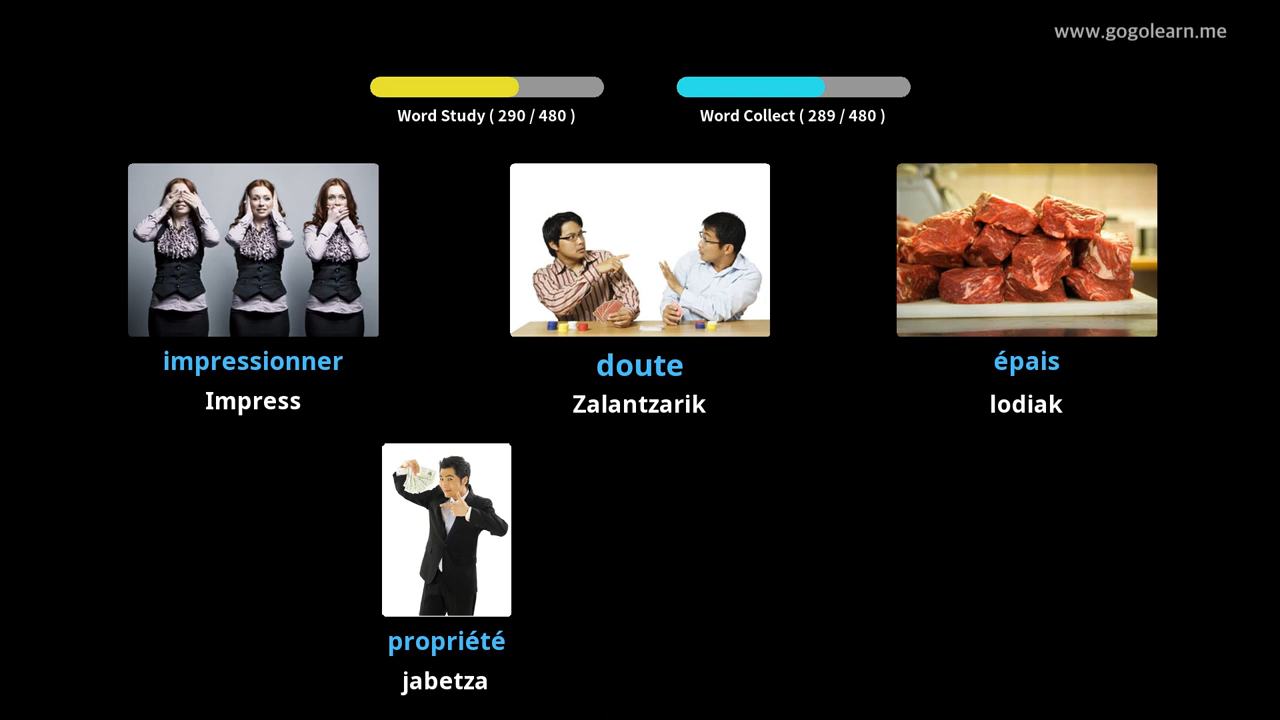 www.gogolearn.me
Word Study ( 290 / 480 )
Word Collect ( 289 / 480 )
impressionner
Impress
doute
Zalantzarik
épais
lodiak
propriété
jabetza